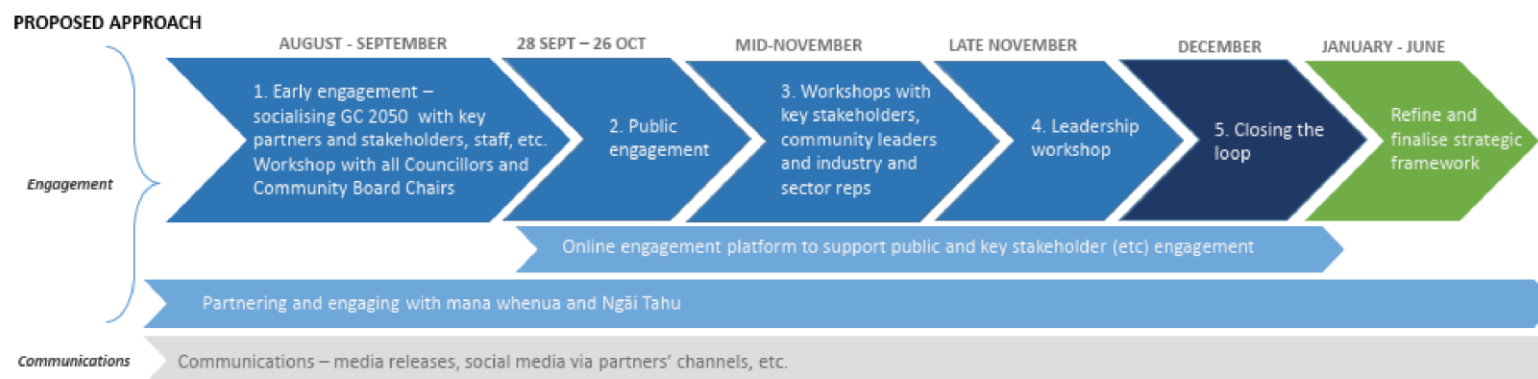 PROPOSED APPROACH
AUGUST - SEPTEMBER
28 SEPT – 26 OCT
MID-NOVEMBER
LATE NOVEMBER
DECEMBER
JANUARY - JUNE
Engagement
1. Early engagement –
socialising GC 2050 with key
partners and stakeholders, staff, etc.
Workshop with all Councillors and
Community Board Chairs
2. Public
engagement
3. Workshops with
key stakeholders,
community leaders
and industry and
sector reps
4. Leadership
workshop
5. Closing the
loop
Refine and
finalise strategic
framework
Online engagement platform to support public and key stakeholder (etc) engagement
Partnering and engaging with mana whenua and Ngāi Tahu
Communications
Communications – media releases, social media via partners’ channels, etc.